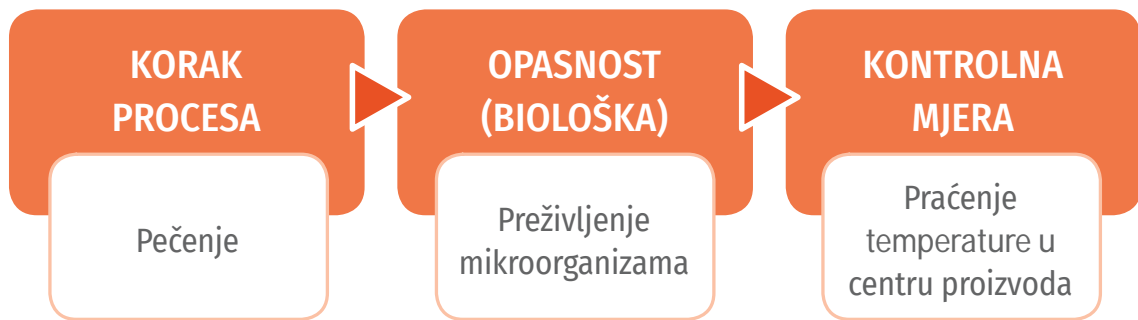 KORAK
PROCESA
Pečenje
OPASNOST
(BIOLOŠKA)
Preživljenje
mikroorganizama
KONTROLNA
MJERA
Praćenje
temperature u
centru proizvoda